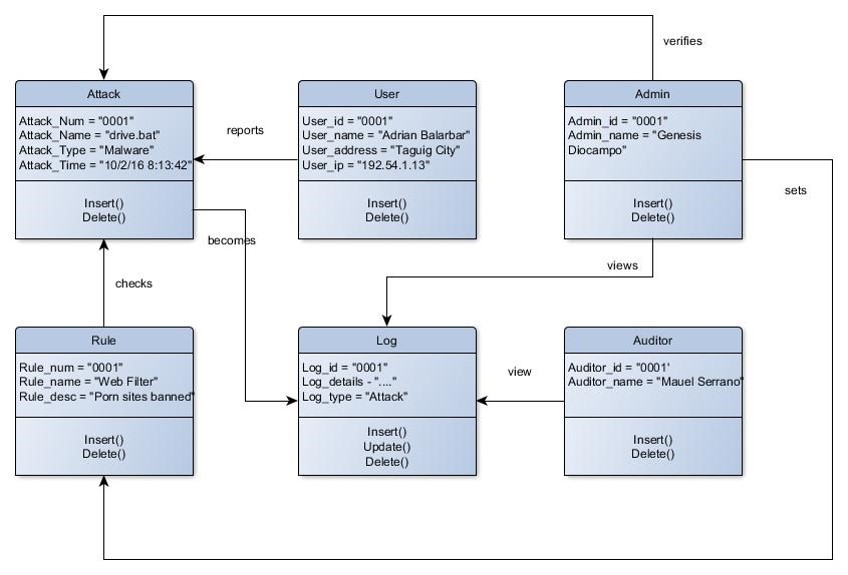 verifies
Attack
Attack_Num = "0001"
Attack_Name = "drive.bat"
Attack_Type = "Malware"
Attack_Time = "10/2/16 8:13:42"
Insert()
Delete()
reports
User
User_id = "0001"
User_name = "Adrian Balarbar"
User_address = "Taguig City"
User_ip = "192.54.1.13"
Insert()
Delete()
Admin
Admin_id = "0001"
Admin_name = "Genesis
Diocampo"
Insert()
Delete()
sets
becomes
views
checks
Rule
Rule_num = "0001"
Rule_name = "Web Filter"
Rule_desc = "Porn sites banned"
Insert()
Delete()
Log
Log_id = "0001"
Log_details - "...."
Log_type = "Attack"
Insert()
Update()
Delete()
view
Auditor
Auditor_id = "0001'
Auditor_name = "Mauel Serrano"
Insert()
Delete()